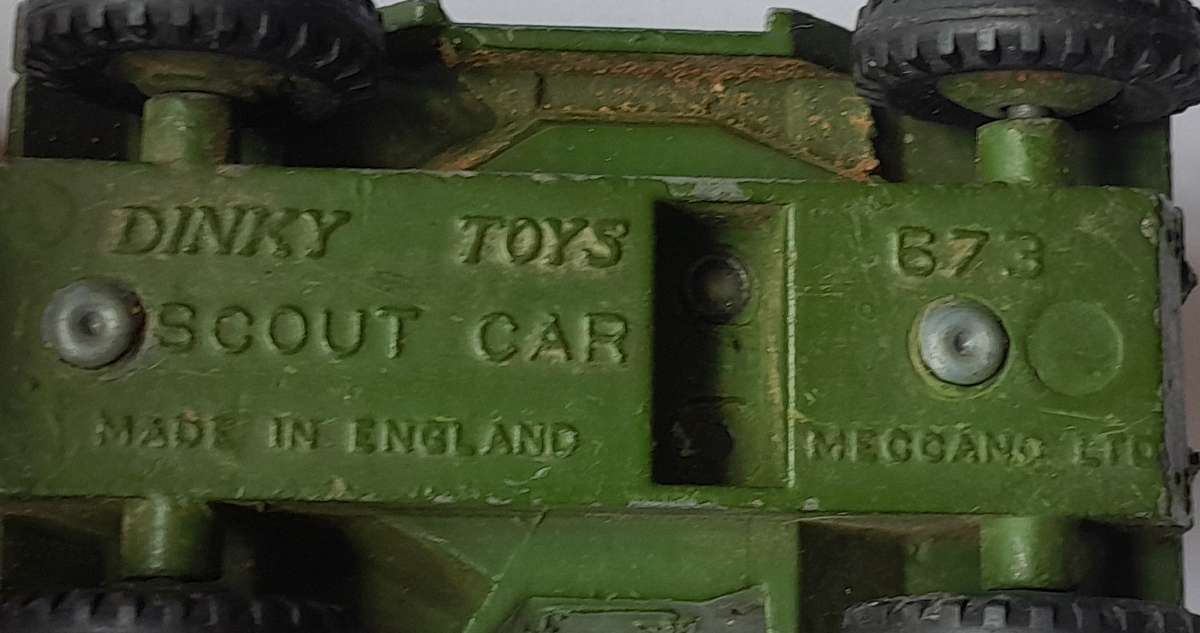 DINKY TOYS 673
SCOUT CAR
MADE IN ENGLAND MECCANO LTD